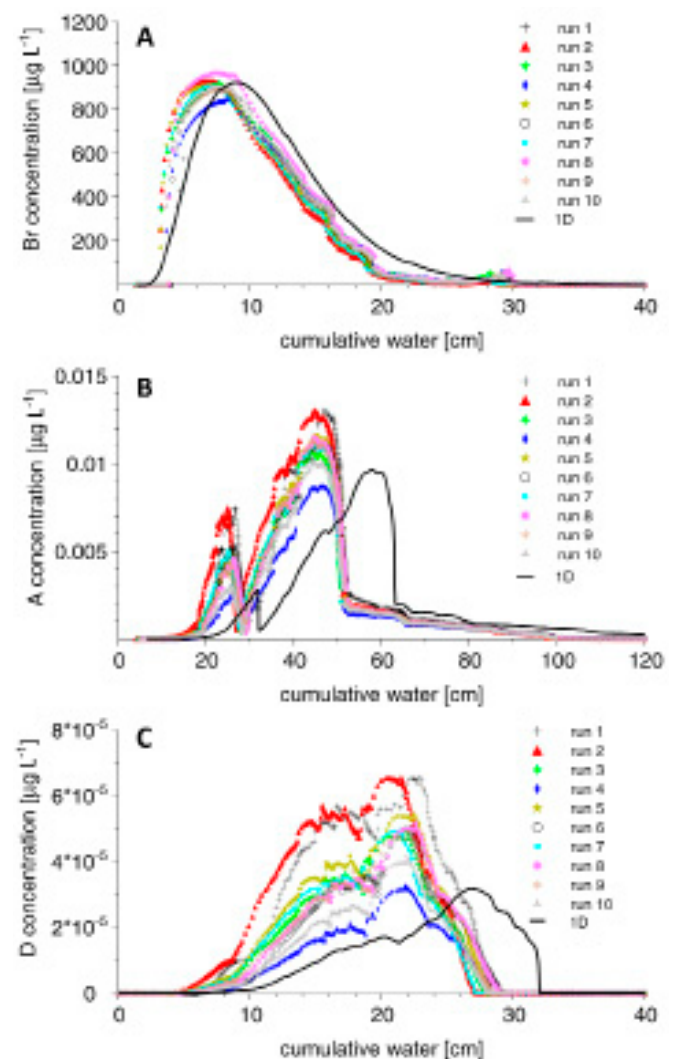 A
Br concentration [µg L⁻¹]
1200
1000
800
600
400
200
0
10
20
30
40
cumulative water [cm]
run 1
run 2
run 3
run 4
run 5
run 6
run 7
run 8
run 9
run 10
1D
B
A concentration [µg L⁻¹]
0.015
0.01
0.005
0
20
40
60
80
100
120
cumulative water [cm]
run 1
run 2
run 3
run 4
run 5
run 6
run 7
run 8
run 9
run 10
1D
C
D concentration [µg L⁻¹]
8*10⁻⁵
6*10⁻⁵
4*10⁻⁵
2*10⁻⁵
0
0
10
20
30
40
cumulative water [cm]
run 1
run 2
run 3
run 4
run 5
run 6
run 7
run 8
run 9
run 10
1D